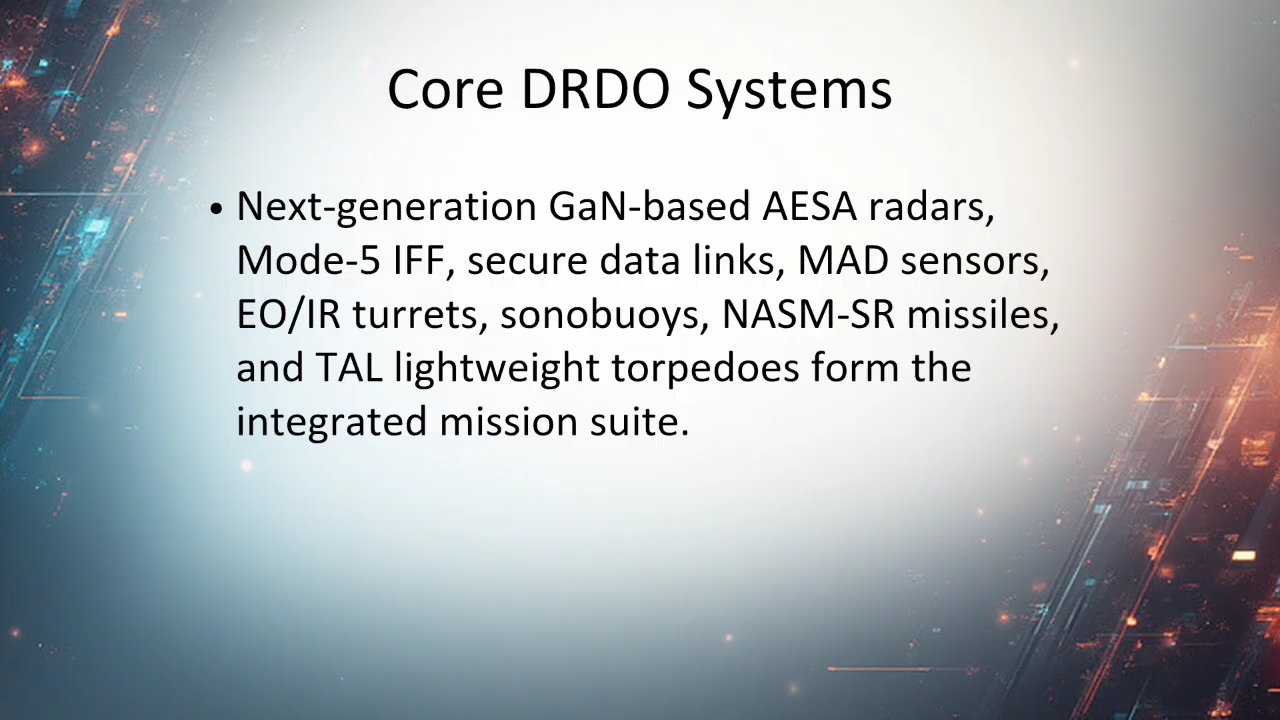 Core DRDO Systems
• Next-generation GaN-based AESA radars,
Mode-5 IFF, secure data links, MAD sensors,
EO/IR turrets, sonobuoys, NASM-SR missiles,
and TAL lightweight torpedoes form the
integrated mission suite.